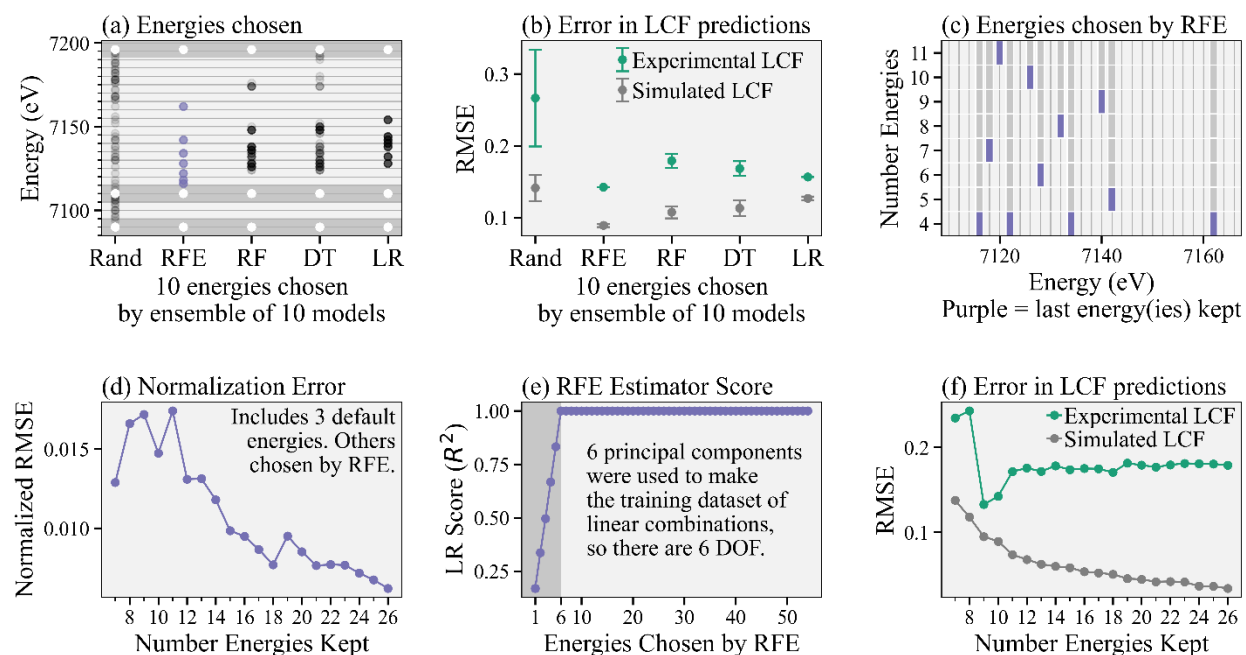 (a) Energies chosen
7200
7150
7100
Energy (eV)
Rand RFE RF DT LR
10 energies chosen
by ensemble of 10 models
(b) Error in LCF predictions
Experimental LCF
Simulated LCF
0.3
0.2
0.1
RMSE
Rand RFE RF DT LR
10 energies chosen
by ensemble of 10 models
(c) Energies chosen by RFE
11
10
9
8
7
6
5
4
Number Energies
7120 7140 7160
Energy (eV)
Purple = last energy(ies) kept
(d) Normalization Error
Includes 3 default
energies. Others
chosen by RFE.
0.015
0.010
Normalized RMSE
8 10 12 14 16 18 20 22 24 26
Number Energies Kept
(e) RFE Estimator Score
1.00
0.75
0.50
0.25
LR Score (R²)
6 principal components
were used to make
the training dataset of
linear combinations,
so there are 6 DOF.
1 6 10 20 30 40 50
Energies Chosen by RFE
(f) Error in LCF predictions
Experimental LCF
Simulated LCF
0.2
0.1
RMSE
8 10 12 14 16 18 20 22 24 26
Number Energies Kept